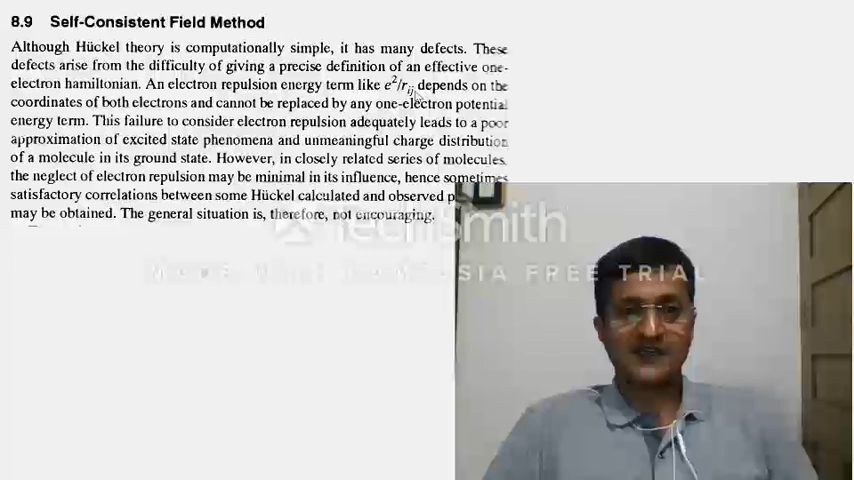 8.9 Self-Consistent Field Method
Although Hückel theory is computationally simple, it has many defects. These
defects arise from the difficulty of giving a precise definition of an effective one-
electron hamiltonian. An electron repulsion energy term like e²/rᵢⱼ depends on the
coordinates of both electrons and cannot be replaced by any one-electron potential
energy term. This failure to consider electron repulsion adequately leads to a poor
approximation of excited state phenomena and unmeaningful charge distribution
of a molecule in its ground state. However, in closely related series of molecules,
the neglect of electron repulsion may be minimal in its influence, hence sometimes
satisfactory correlations between some Hückel calculated and observed p
may be obtained. The general situation is, therefore, not encouraging.
TechSmith
MADE WITH CAMTASIA FREE TRIAL